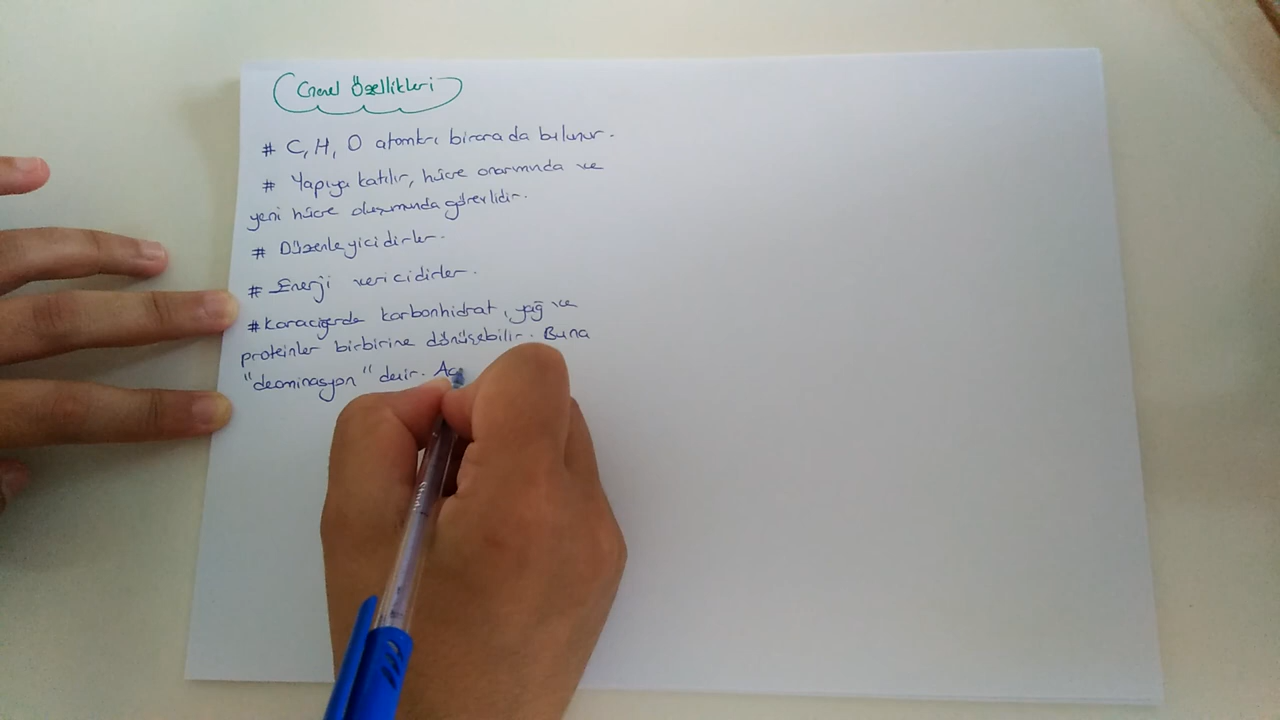 Genel Özellikleri
# C, H, O atomları birarada bulunur.
# Yapıya katılır, hücre onarımında ve
yeni hücre oluşumunda görevlidir.
# Düzenleyicidirler.
# Enerji vericidirler.
# Karaciğerde karbonhidrat, yağ ve
proteinler birbirine dönüşebilir. Buna
"deaminasyon" denir.